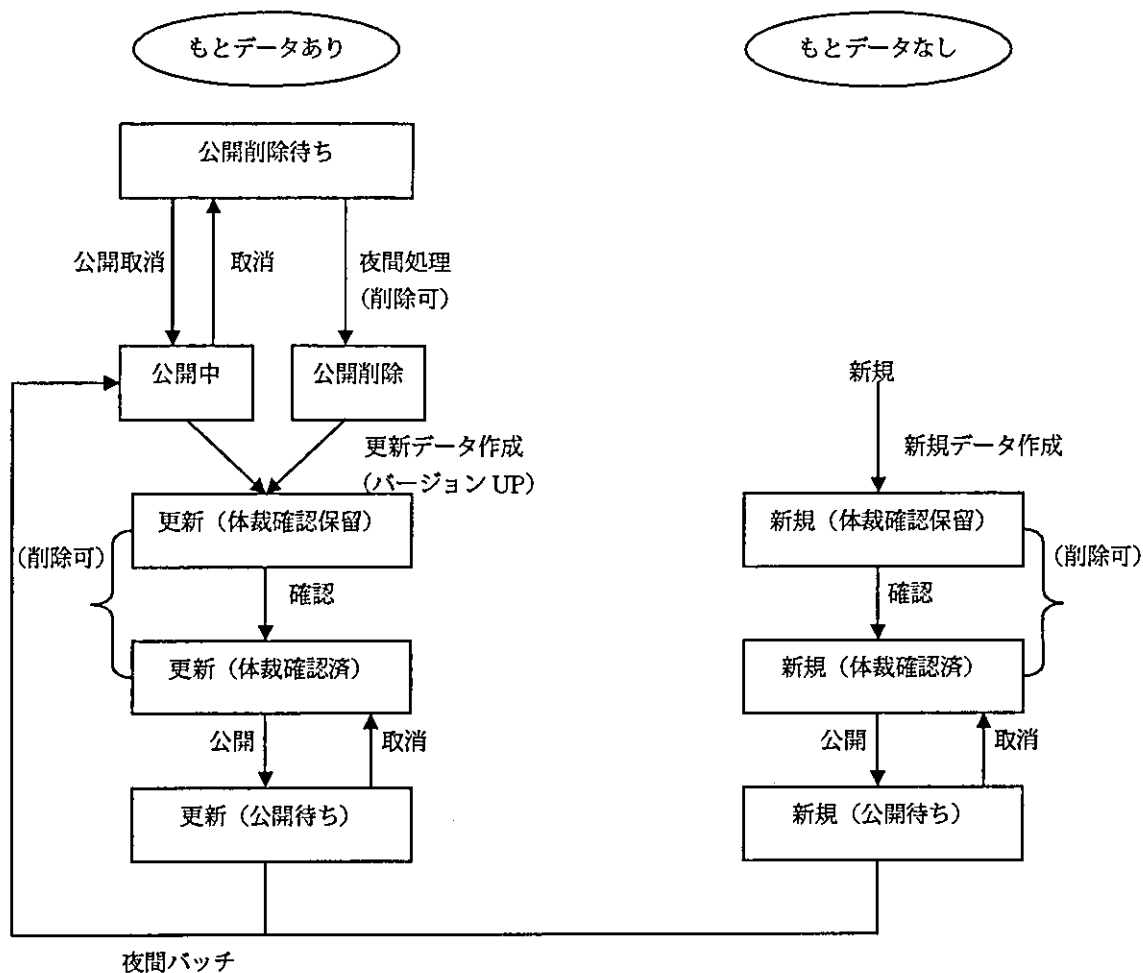 もとデータあり
もとデータなし
公開削除待ち
公開取消
取消
夜間処理
（削除可）
公開中
公開削除
新規
更新データ作成
（バージョン UP）
新規データ作成
更新（体裁確認保留）
新規（体裁確認保留）
（削除可）
（削除可）
確認
確認
更新（体裁確認済）
新規（体裁確認済）
公開
取消
公開
取消
更新（公開待ち）
新規（公開待ち）
夜間バッチ